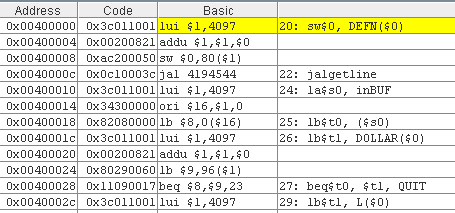 Address Code Basic
0x00400000 0x3c011001 lui $1,4097 20: sw$0, DEFN($0)
0x00400004 0x00200821 addu $1,$1,$0
0x00400008 0xac200050 sw $0,80($1)
0x0040000c 0x0c10003c jal 4194544 22: jalgetline
0x00400010 0x3c011001 lui $1,4097 24: la$s0, inBUF
0x00400014 0x34300000 ori $16,$1,0
0x00400018 0x82080000 lb $8,0($16) 25: lb$t0, ($s0)
0x0040001c 0x3c011001 lui $1,4097 26: lb$t1, DOLLAR($0)
0x00400020 0x00200821 addu $1,$1,$0
0x00400024 0x80290060 lb $9,96($1)
0x00400028 0x11090017 beq $8,$9,23 27: beq$t0, $t1, QUIT
0x0040002c 0x3c011001 lui $1,4097 29: lb$t1, L($0)